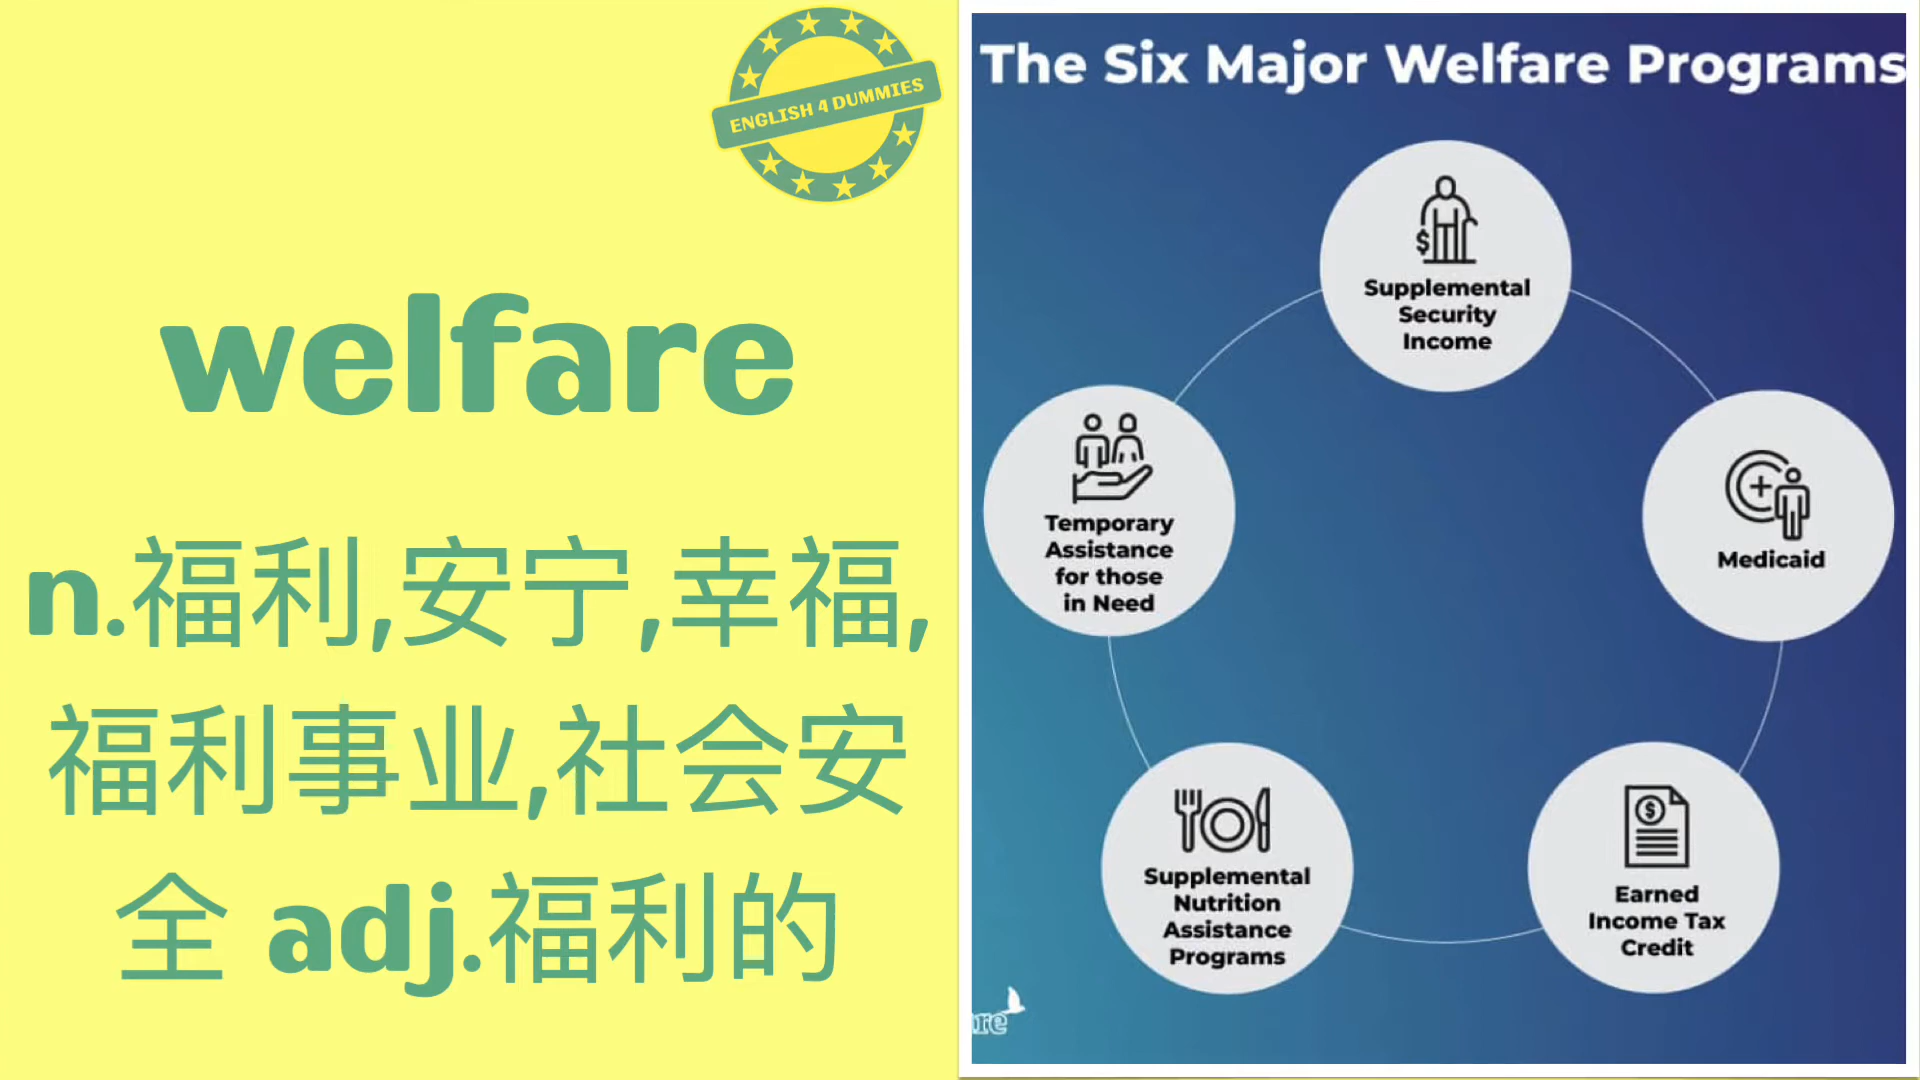 ENGLISH 4 DUMMIES
welfare
n.福利,安宁,幸福,
福利事业,社会安
全 adj.福利的
The Six Major Welfare Programs
Supplemental
Security
Income
Temporary
Assistance
for those
in Need
Medicaid
Supplemental
Nutrition
Assistance
Programs
Earned
Income Tax
Credit